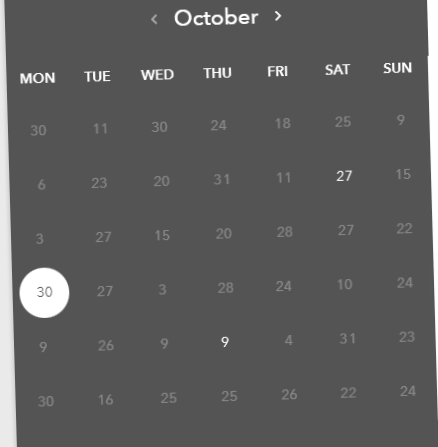 ‹ October ›
MON TUE WED THU FRI SAT SUN
30 11 30 24 18 25 9
6 23 20 31 11 27 15
3 27 15 20 28 27 22
30 27 3 28 24 10 24
9 26 9 9 4 31 23
30 16 25 25 26 22 24